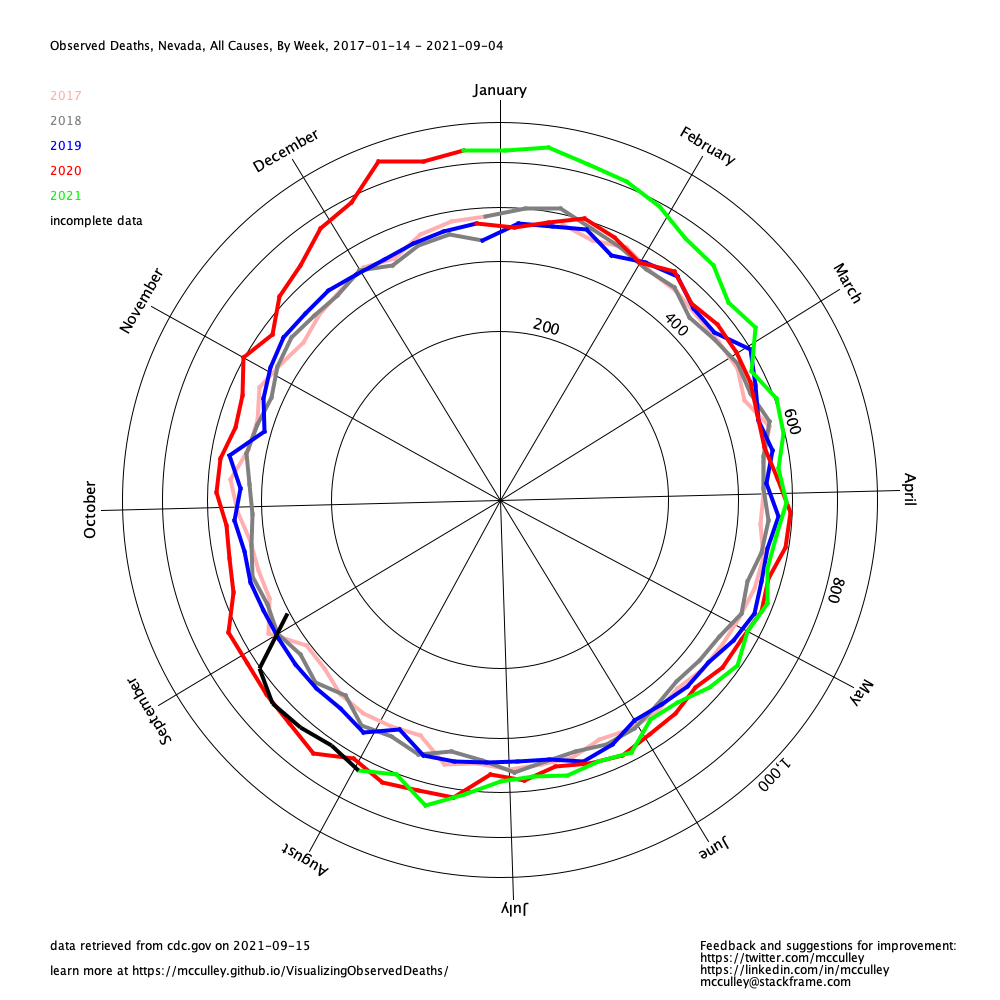 Observed Deaths, Nevada, All Causes, By Week, 2017-01-14 - 2021-09-04
January
2017
2018
2019
2020
2021
incomplete data
December
February
November
March
200
400
600
October
April
800
September
May
1,000
August
June
July
data retrieved from cdc.gov on 2021-09-15
learn more at https://mcculley.github.io/VisualizingObservedDeaths/
Feedback and suggestions for improvement:
https://twitter.com/mcculley
https://linkedin.com/in/mcculley
mcculley@stackframe.com